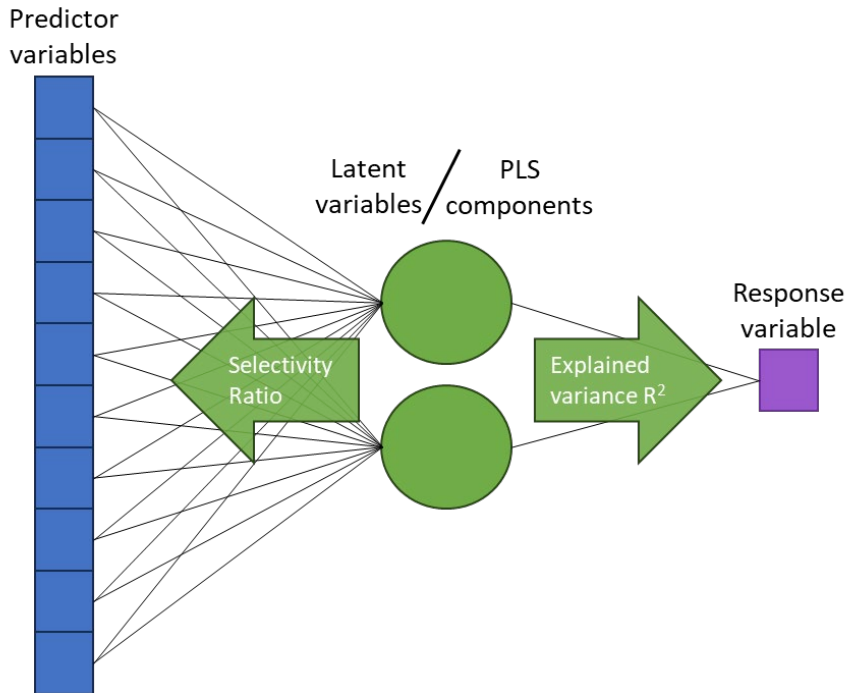 Predictor
variables
Latent
variables
PLS
components
Response
variable
Selectivity
Ratio
Explained
variance R²